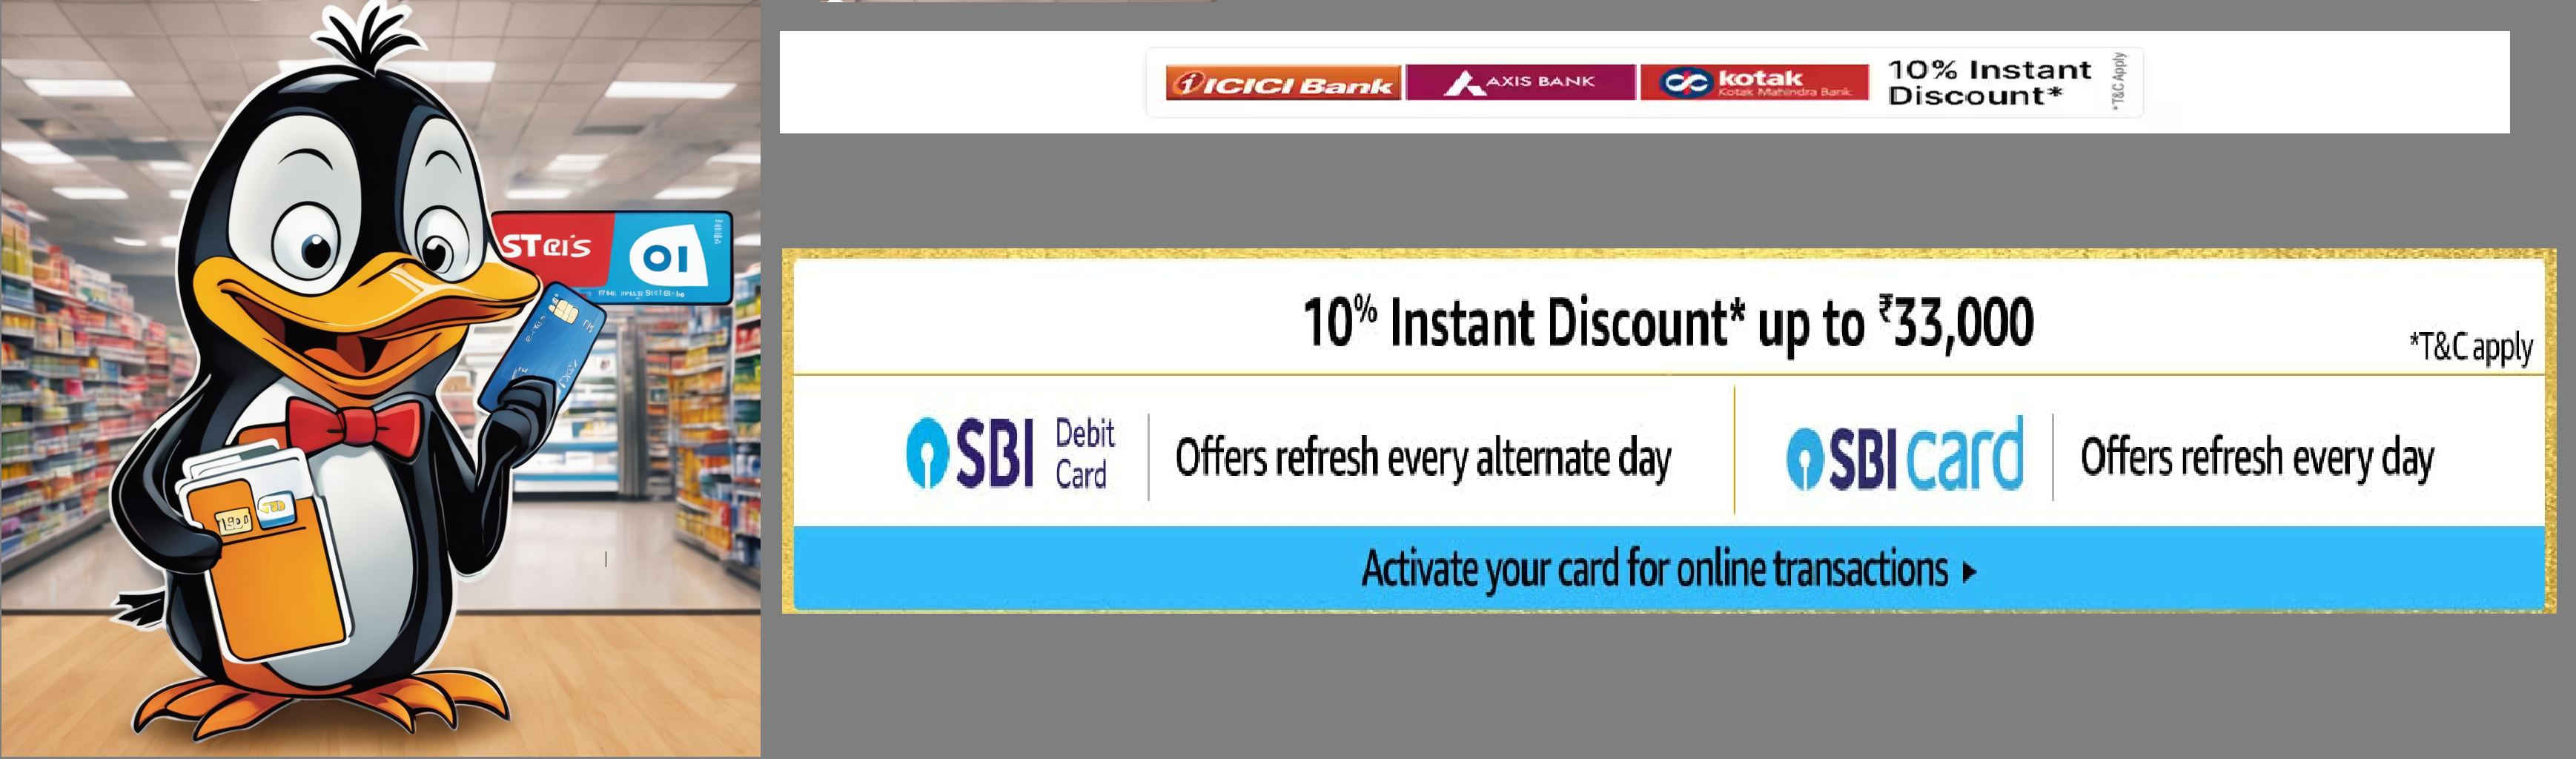 STais
OI
ICICI Bank
AXIS BANK
kotak
Kotak Mahindra Bank
10% Instant
Discount*
*T&C Apply
10% Instant Discount* up to ₹33,000
*T&C apply
SBI Debit
Card
Offers refresh every alternate day
SBI card
Offers refresh every day
Activate your card for online transactions ▸